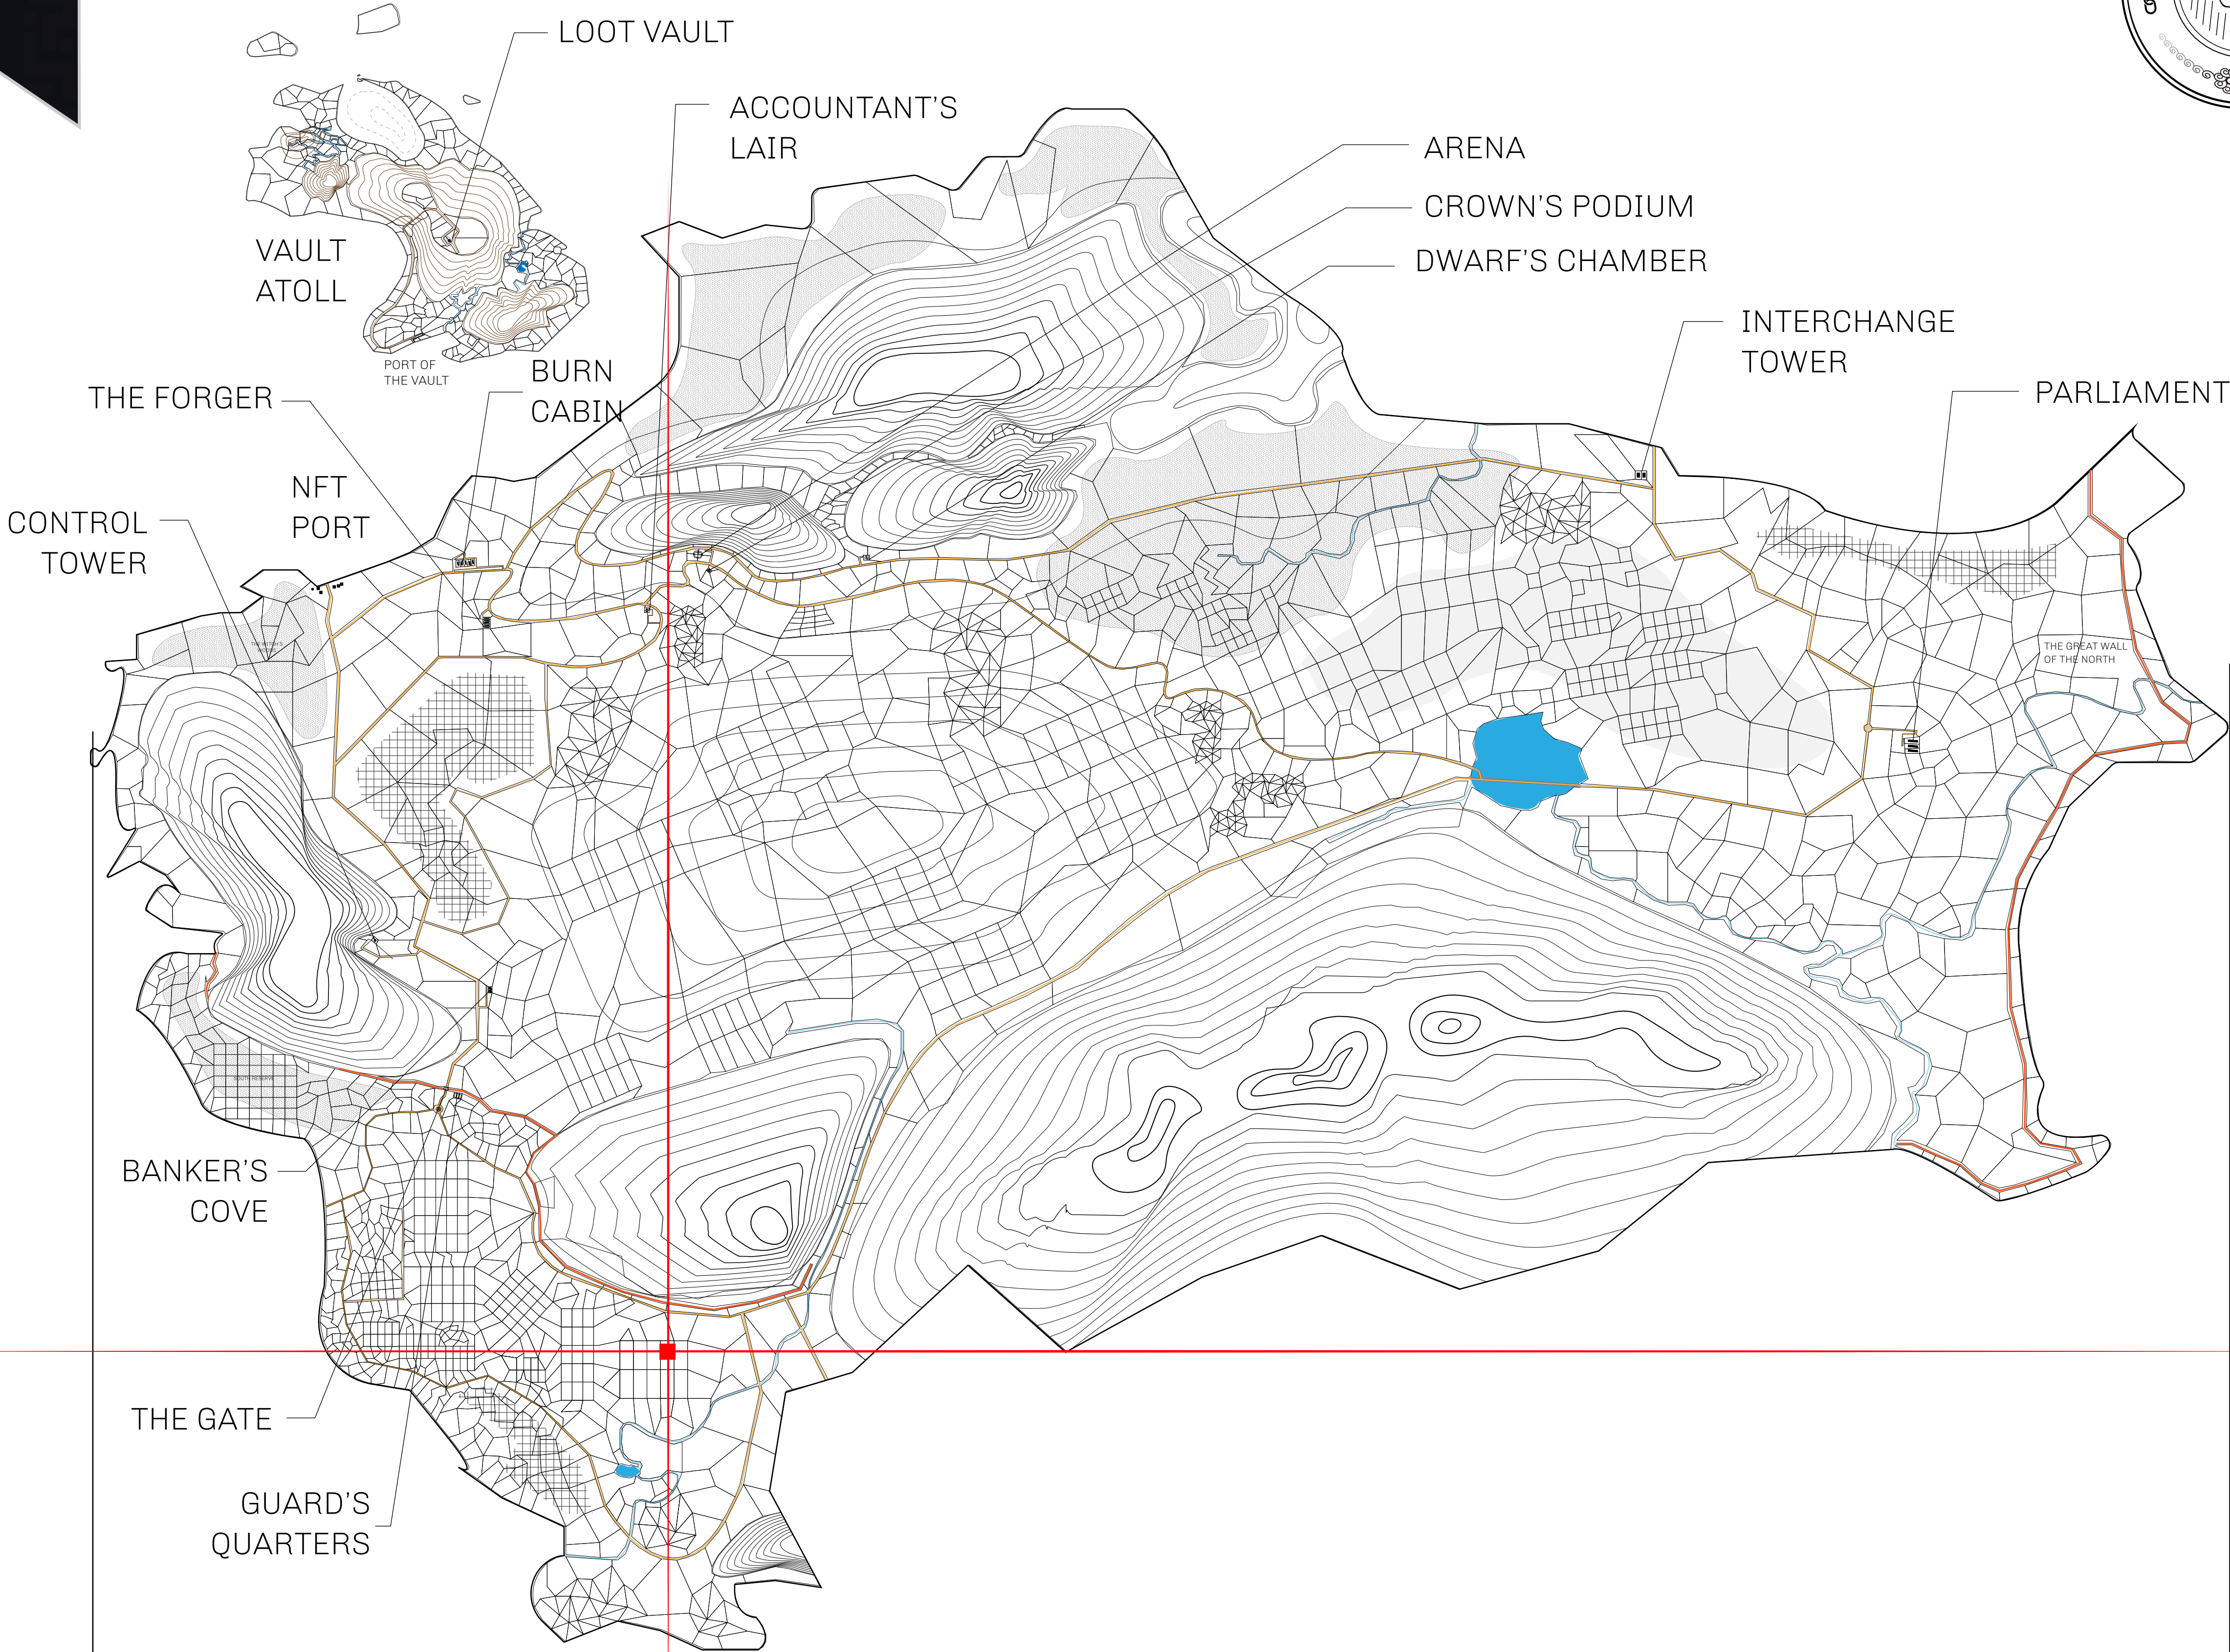 LOOT VAULT
ACCOUNTANT'S
LAIR
ARENA
CROWN'S PODIUM
DWARF'S CHAMBER
VAULT
ATOLL
INTERCHANGE
TOWER
PORT OF
THE VAULT
BURN
CABIN
THE FORGER
PARLIAMENT
NFT
PORT
CONTROL
TOWER
THE GREAT WALL
OF THE NORTH
SOUTH RESERVE
BANKER'S
COVE
THE GATE
GUARD'S
QUARTERS